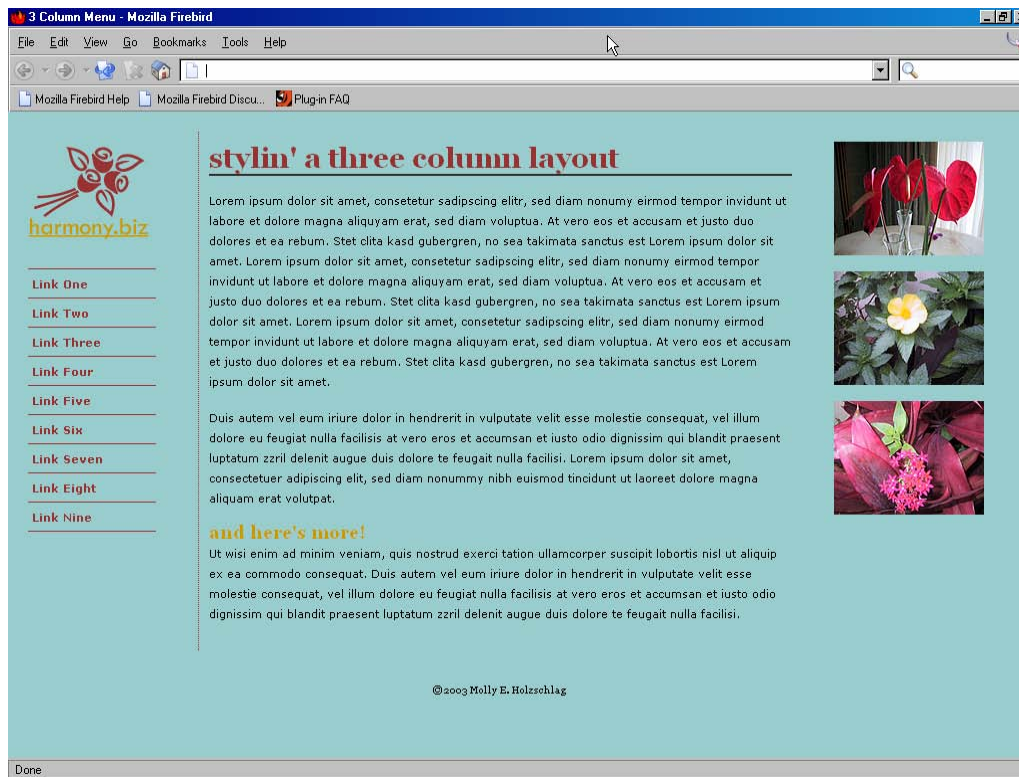 3 Column Menu - Mozilla Firebird
File Edit View Go Bookmarks Tools Help
Mozilla Firebird Help Mozilla Firebird Discu... Plug-in FAQ
harmony.biz
Link One
Link Two
Link Three
Link Four
Link Five
Link Six
Link Seven
Link Eight
Link Nine
stylin' a three column layout
Lorem ipsum dolor sit amet, consetetur sadipscing elitr, sed diam nonumy eirmod tempor invidunt ut
labore et dolore magna aliquyam erat, sed diam voluptua. At vero eos et accusam et justo duo
dolores et ea rebum. Stet clita kasd gubergren, no sea takimata sanctus est Lorem ipsum dolor sit
amet. Lorem ipsum dolor sit amet, consetetur sadipscing elitr, sed diam nonumy eirmod tempor
invidunt ut labore et dolore magna aliquyam erat, sed diam voluptua. At vero eos et accusam et
justo duo dolores et ea rebum. Stet clita kasd gubergren, no sea takimata sanctus est Lorem ipsum
dolor sit amet. Lorem ipsum dolor sit amet, consetetur sadipscing elitr, sed diam nonumy eirmod
tempor invidunt ut labore et dolore magna aliquyam erat, sed diam voluptua. At vero eos et accusam
et justo duo dolores et ea rebum. Stet clita kasd gubergren, no sea takimata sanctus est Lorem
ipsum dolor sit amet.
Duis autem vel eum iriure dolor in hendrerit in vulputate velit esse molestie consequat, vel illum
dolore eu feugiat nulla facilisis at vero eros et accumsan et iusto odio dignissim qui blandit praesent
luptatum zzril delenit augue duis dolore te feugait nulla facilisi. Lorem ipsum dolor sit amet,
consectetuer adipiscing elit, sed diam nonummy nibh euismod tincidunt ut laoreet dolore magna
aliquam erat volutpat.
and here's more!
Ut wisi enim ad minim veniam, quis nostrud exerci tation ullamcorper suscipit lobortis nisl ut aliquip
ex ea commodo consequat. Duis autem vel eum iriure dolor in hendrerit in vulputate velit esse
molestie consequat, vel illum dolore eu feugiat nulla facilisis at vero eros et accumsan et iusto odio
dignissim qui blandit praesent luptatum zzril delenit augue duis dolore te feugait nulla facilisi.
©2003 Molly E. Holzschlag
Done